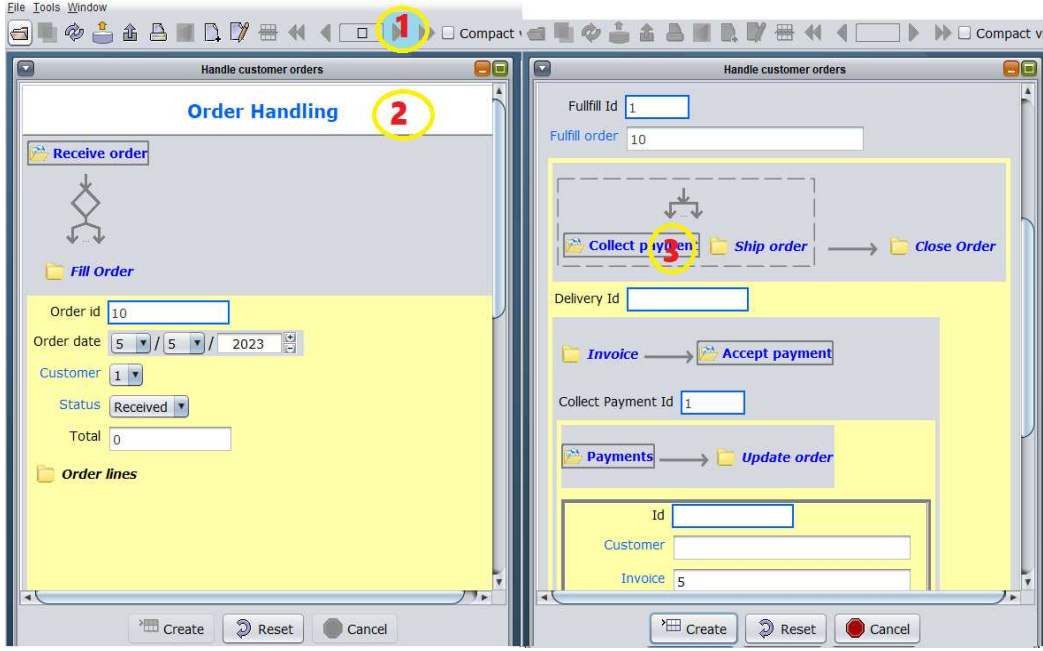 File Tools Window
1
Compact v
Compact v
Handle customer orders
Order Handling
2
Receive order
...
Fill Order
Order id 10
Order date 5 / 5 / 2023
Customer 1
Status Received
Total 0
Order lines
Create Reset Cancel
Handle customer orders
Fullfill Id 1
Fulfill order 10
...
Collect payment Ship order Close Order
3
Delivery Id
Invoice Accept payment
Collect Payment Id 1
Payments Update order
Id
Customer
Invoice 5
Create Reset Cancel